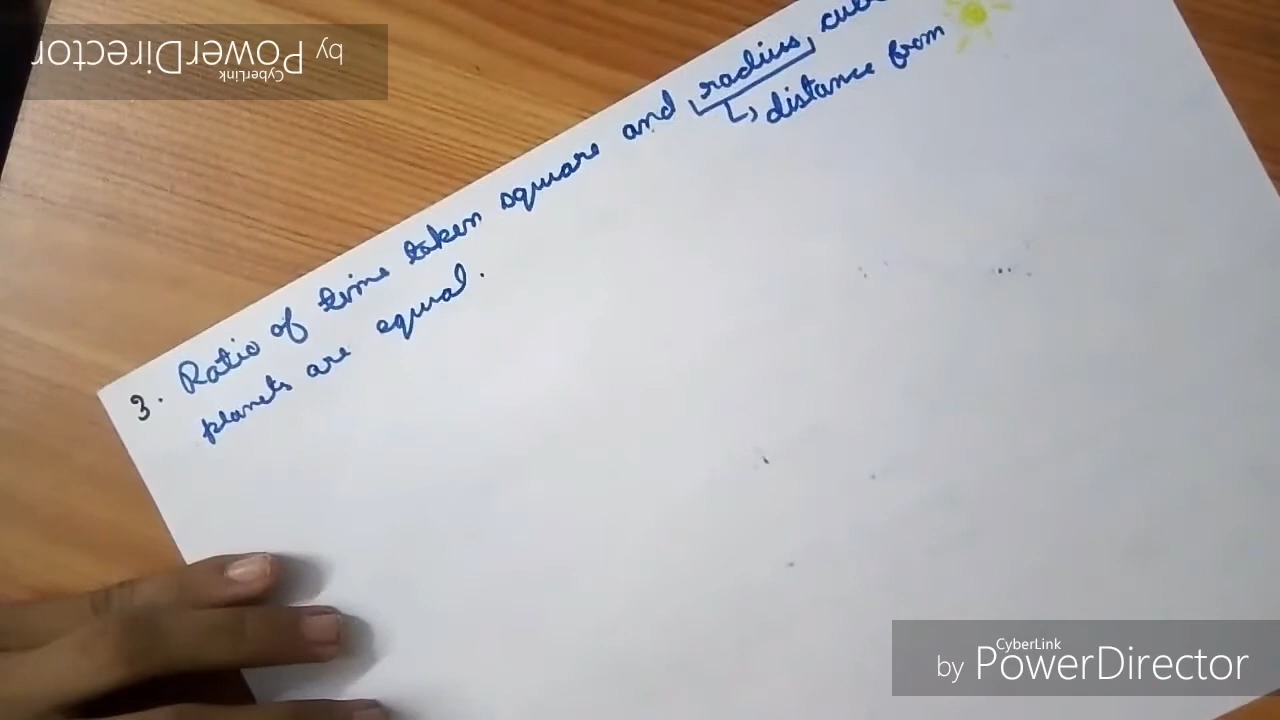 by PowerDirector
CyberLink
3. Ratio of time taken square and radius,
↳ distance from
planets are equal.
CyberLink
by PowerDirector